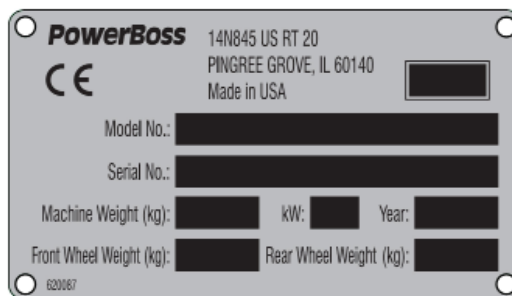 PowerBoss
14N845 US RT 20
PINGREE GROVE, IL 60140
Made in USA
CE
Model No.:
Serial No.:
Machine Weight (kg): kW: Year:
Front Wheel Weight (kg): Rear Wheel Weight (kg):
620087